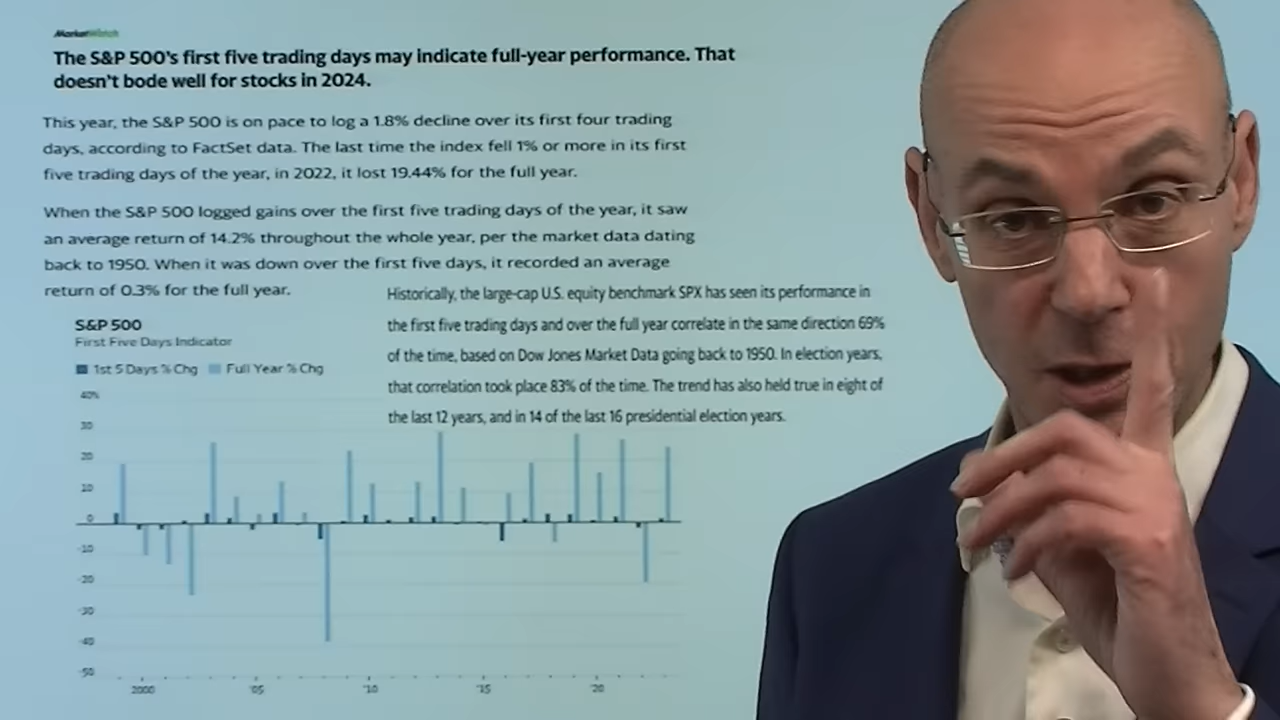 MarketWatch
The S&P 500's first five trading days may indicate full-year performance. That
doesn't bode well for stocks in 2024.
This year, the S&P 500 is on pace to log a 1.8% decline over its first four trading
days, according to FactSet data. The last time the index fell 1% or more in its first
five trading days of the year, in 2022, it lost 19.44% for the full year.
When the S&P 500 logged gains over the first five trading days of the year, it saw
an average return of 14.2% throughout the whole year, per the market data dating
back to 1950. When it was down over the first five days, it recorded an average
return of 0.3% for the full year.
Historically, the large-cap U.S. equity benchmark SPX has seen its performance in
the first five trading days and over the full year correlate in the same direction 69%
of the time, based on Dow Jones Market Data going back to 1950. In election years,
that correlation took place 83% of the time. The trend has also held true in eight of
the last 12 years, and in 14 of the last 16 presidential election years.
S&P 500
First Five Days Indicator
1st 5 Days % Chg Full Year % Chg
40%
30
20
10
0
-10
-20
-30
-40
-50
2000 '05 '10 '15 '20